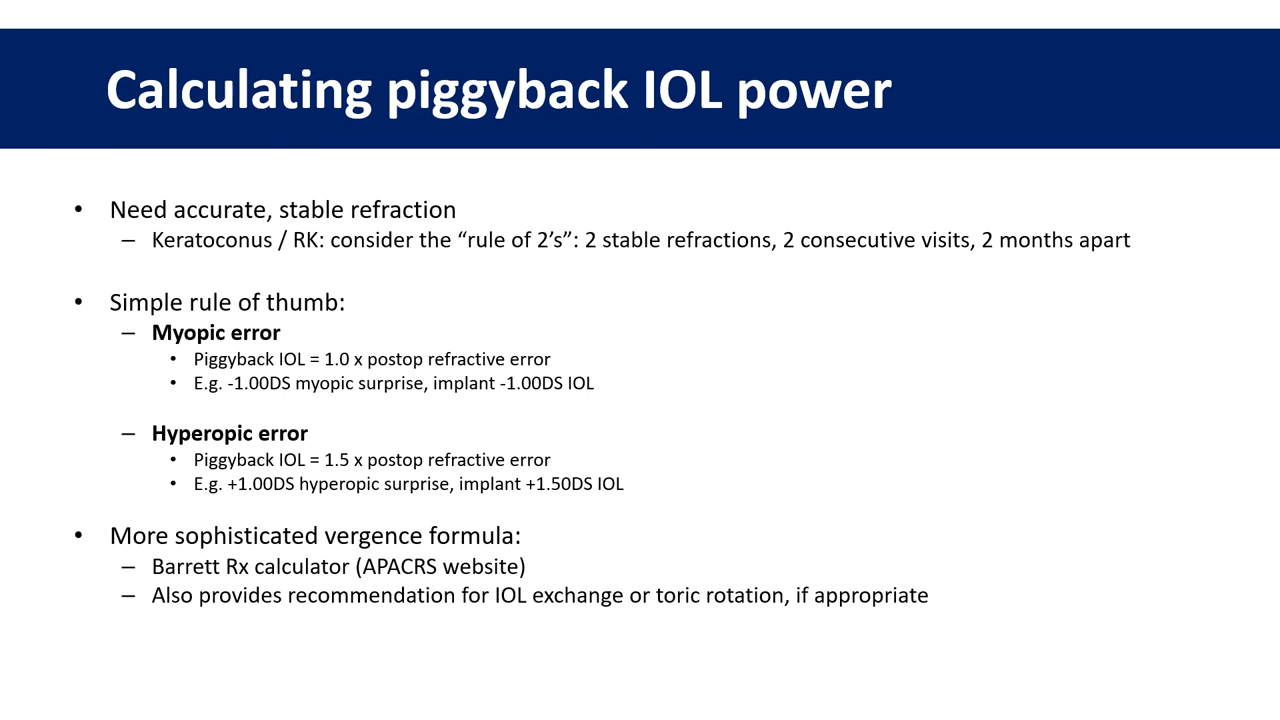 Calculating piggyback IOL power
• Need accurate, stable refraction
– Keratoconus / RK: consider the “rule of 2’s”: 2 stable refractions, 2 consecutive visits, 2 months apart
• Simple rule of thumb:
– Myopic error
• Piggyback IOL = 1.0 x postop refractive error
• E.g. -1.00DS myopic surprise, implant -1.00DS IOL
– Hyperopic error
• Piggyback IOL = 1.5 x postop refractive error
• E.g. +1.00DS hyperopic surprise, implant +1.50DS IOL
• More sophisticated vergence formula:
– Barrett Rx calculator (APACRS website)
– Also provides recommendation for IOL exchange or toric rotation, if appropriate